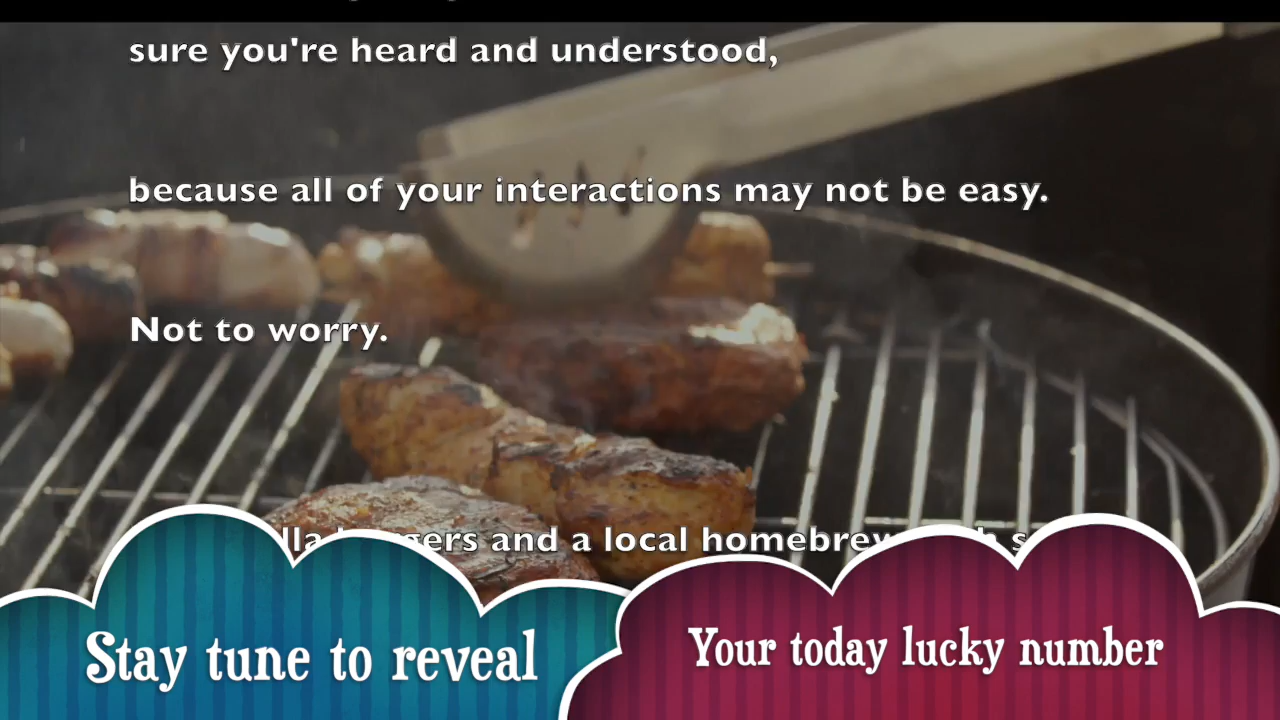 sure you're heard and understood,
because all of your interactions may not be easy.
Not to worry.
and a local
Stay tune to reveal
Your today lucky number